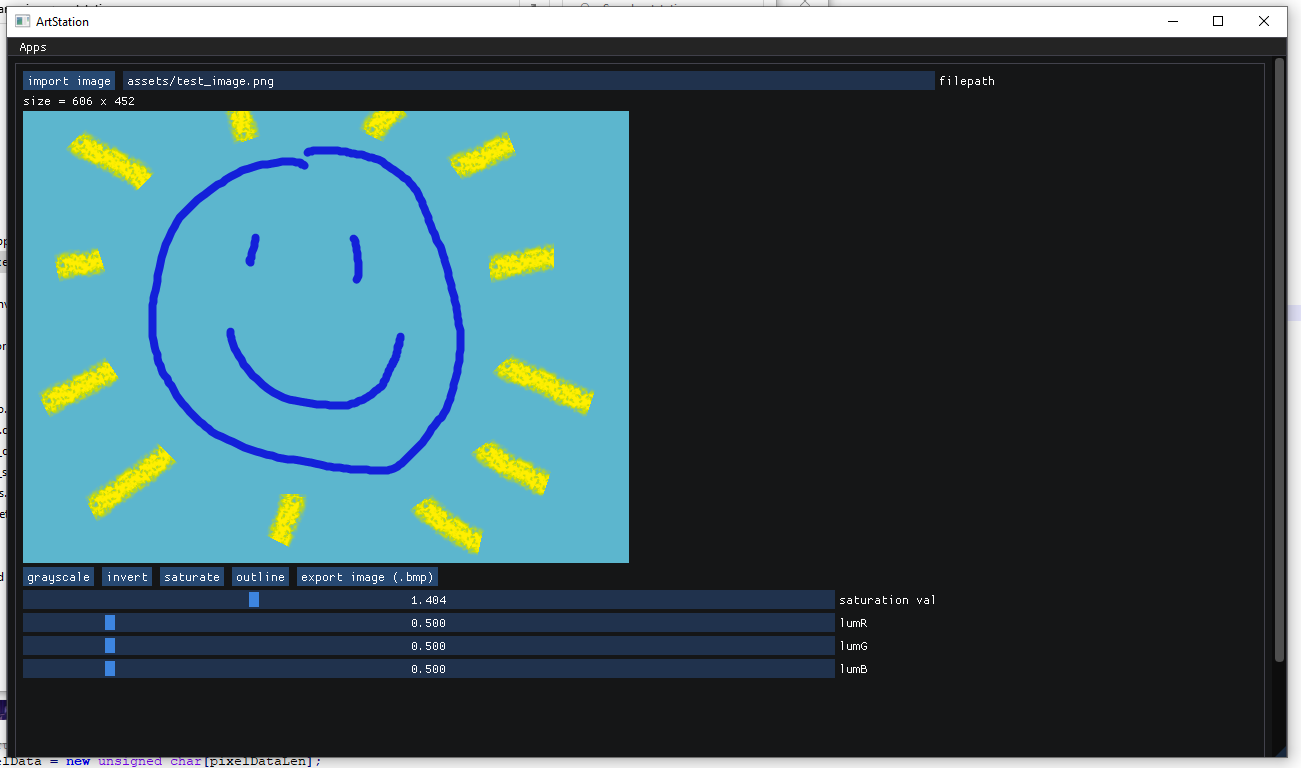 ArtStation
Apps
import image assets/test_image.png filepath
size = 606 x 452
grayscale invert saturate outline export image (.bmp)
1.404 saturation val
0.500 lumR
0.500 lumG
0.500 lumB
= new unsigned char[pixelDataLen];